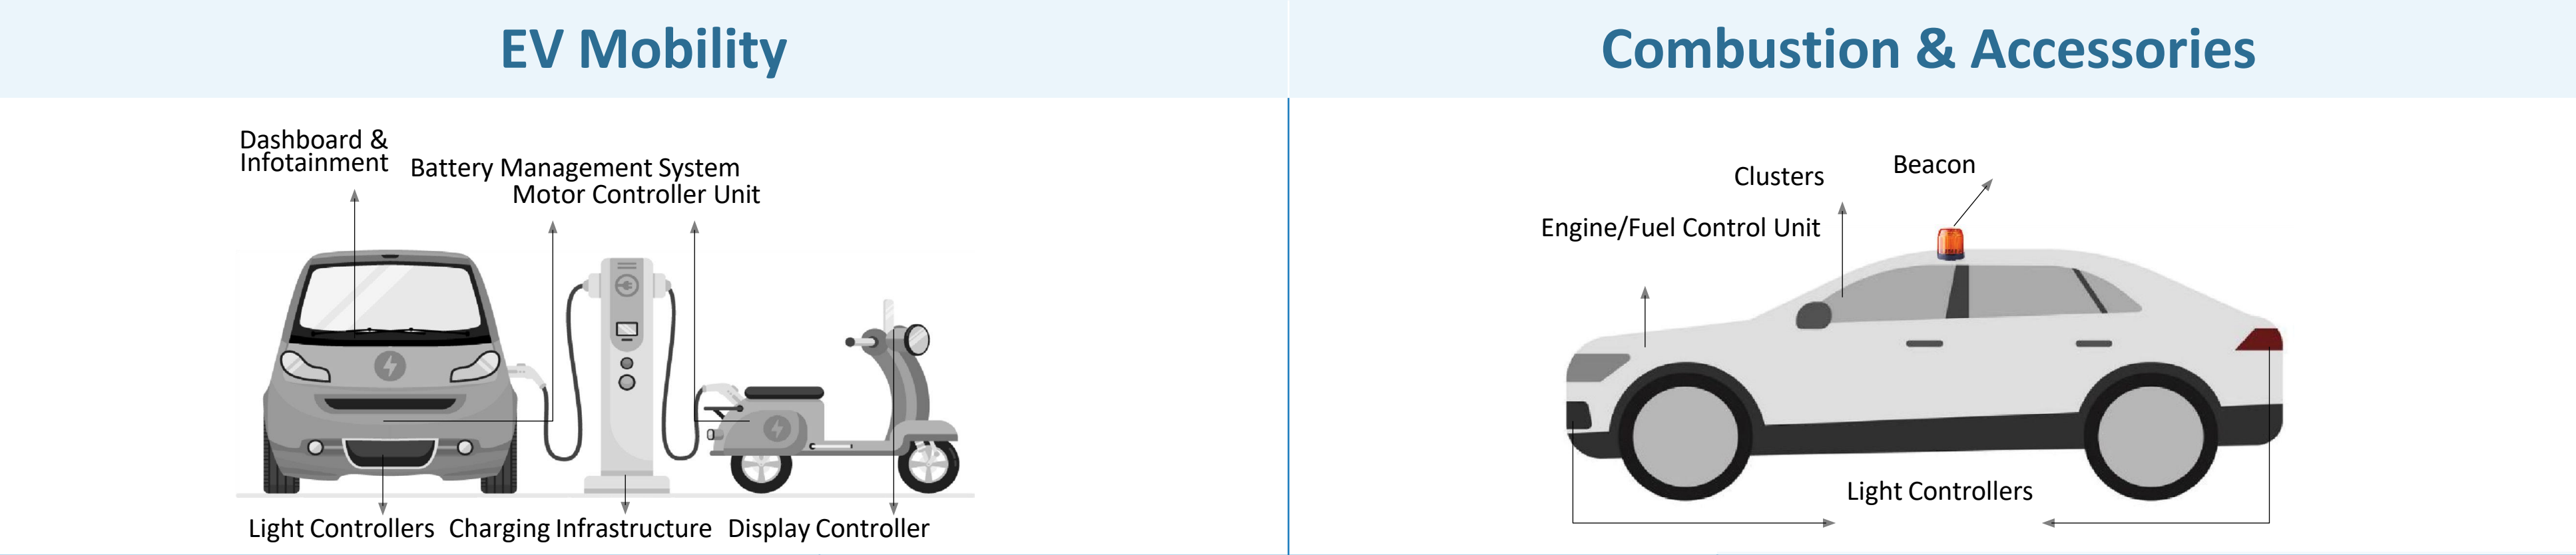 EV Mobility
Combustion & Accessories
Dashboard &
Infotainment
Battery Management System
Motor Controller Unit
Light Controllers
Charging Infrastructure
Display Controller
Beacon
Clusters
Engine/Fuel Control Unit
Light Controllers